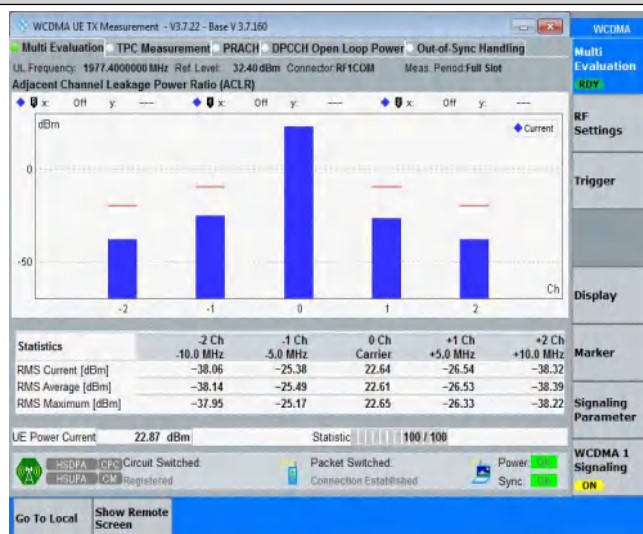 WCDMA UE TX Measurement - V3.7.22 - Base V 3.7.160
WCDMA
Multi Evaluation TPC Measurement PRACH DPCCH Open Loop Power Out-of-Sync Handling
UL Frequency: 1977.4000000 MHz Ref. Level: 32.40 dBm Connector: RF1COM Meas. Period: Full Slot
Adjacent Channel Leakage Power Ratio (ACLR)
x: Off y: --- x: Off y: --- x: Off y: ---
dBm
Current
0
-50
Ch
-2 -1 0 1 2
Statistics -2 Ch -1 Ch 0 Ch +1 Ch +2 Ch
-10.0 MHz -5.0 MHz Carrier +5.0 MHz +10.0 MHz
RMS Current [dBm] -38.06 -25.38 22.64 -26.54 -38.32
RMS Average [dBm] -38.14 -25.49 22.61 -26.53 -38.39
RMS Maximum [dBm] -37.95 -25.17 22.65 -26.33 -38.22
UE Power Current 22.87 dBm Statistic 100 / 100
HSDPA CPC Circuit Switched: Packet Switched: Power:
HSUPA CM Registered Connection Established Sync:
Multi
Evaluation
RDY
RF
Settings
Trigger
Display
Marker
Signaling
Parameter
WCDMA 1
Signaling
ON
Go To Local
Show Remote
Screen